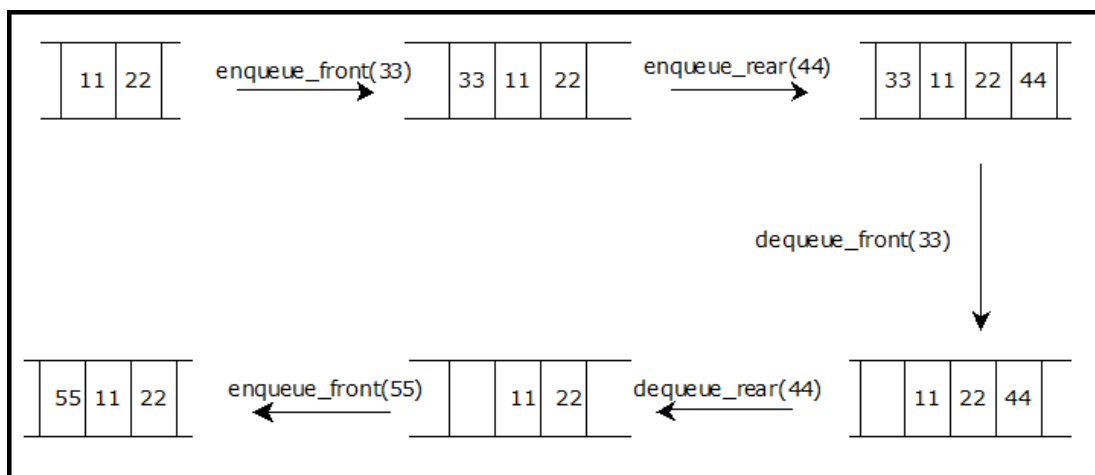 11 22
enqueue_front(33)
33 11 22
enqueue_rear(44)
33 11 22 44
dequeue_front(33)
55 11 22
enqueue_front(55)
11 22
dequeue_rear(44)
11 22 44